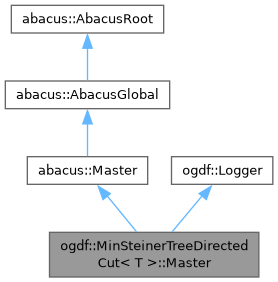 abacus::AbacusRoot
abacus::AbacusGlobal
abacus::Master
ogdf::Logger
ogdf::MinSteinerTreeDirected
Cut< T >::Master